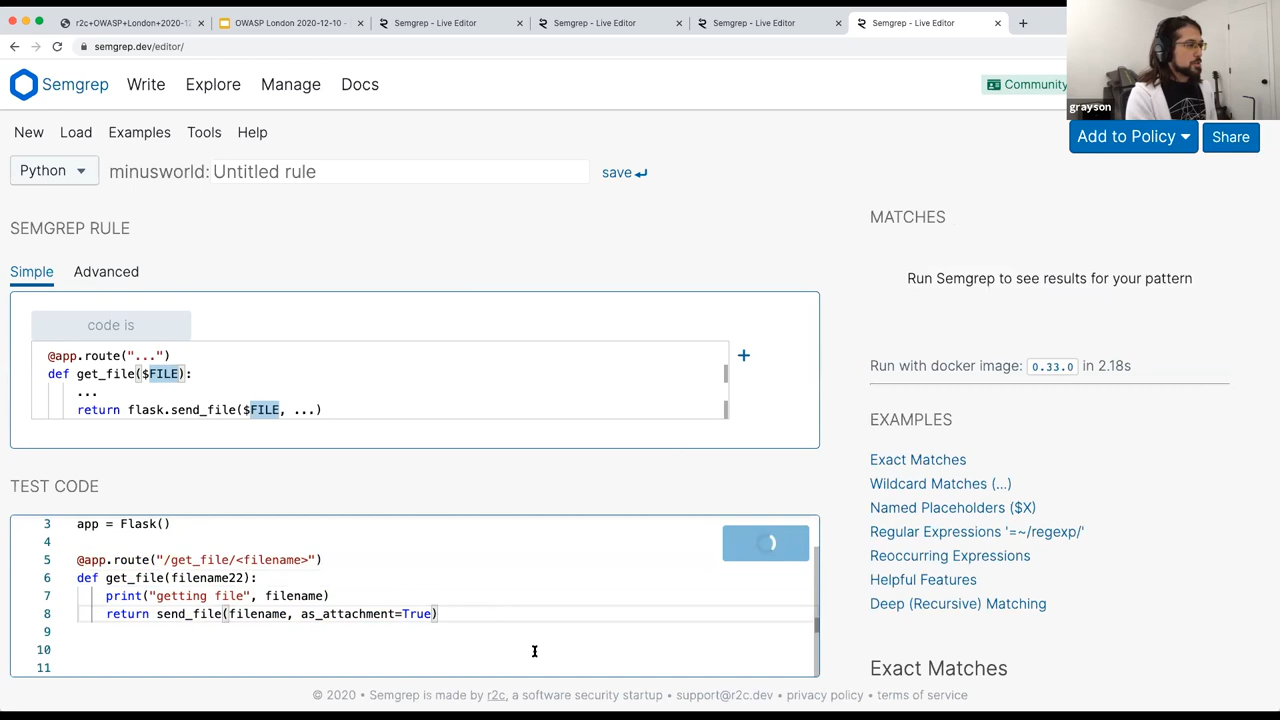 r2c+OWASP+London+2020-12-
OWASP London 2020-12-10 -
Semgrep - Live Editor
Semgrep - Live Editor
Semgrep - Live Editor
Semgrep - Live Editor
semgrep.dev/editor/
Semgrep Write Explore Manage Docs
Community
grayson
New Load Examples Tools Help
Add to Policy Share
Python minusworld: Untitled rule save
SEMGREP RULE
Simple Advanced
code is
@app.route("...")
def get_file($FILE):
...
return flask.send_file($FILE, ...)
TEST CODE
3 app = Flask()
4
5 @app.route("/get_file/<filename>")
6 def get_file(filename22):
7 print("getting file", filename)
8 return send_file(filename, as_attachment=True)
9
10
11
MATCHES
Run Semgrep to see results for your pattern
Run with docker image: 0.33.0 in 2.18s
EXAMPLES
Exact Matches
Wildcard Matches (...)
Named Placeholders ($X)
Regular Expressions '=~/regexp/'
Reoccurring Expressions
Helpful Features
Deep (Recursive) Matching
Exact Matches
© 2020 • Semgrep is made by r2c, a software security startup • support@r2c.dev • privacy policy • terms of service